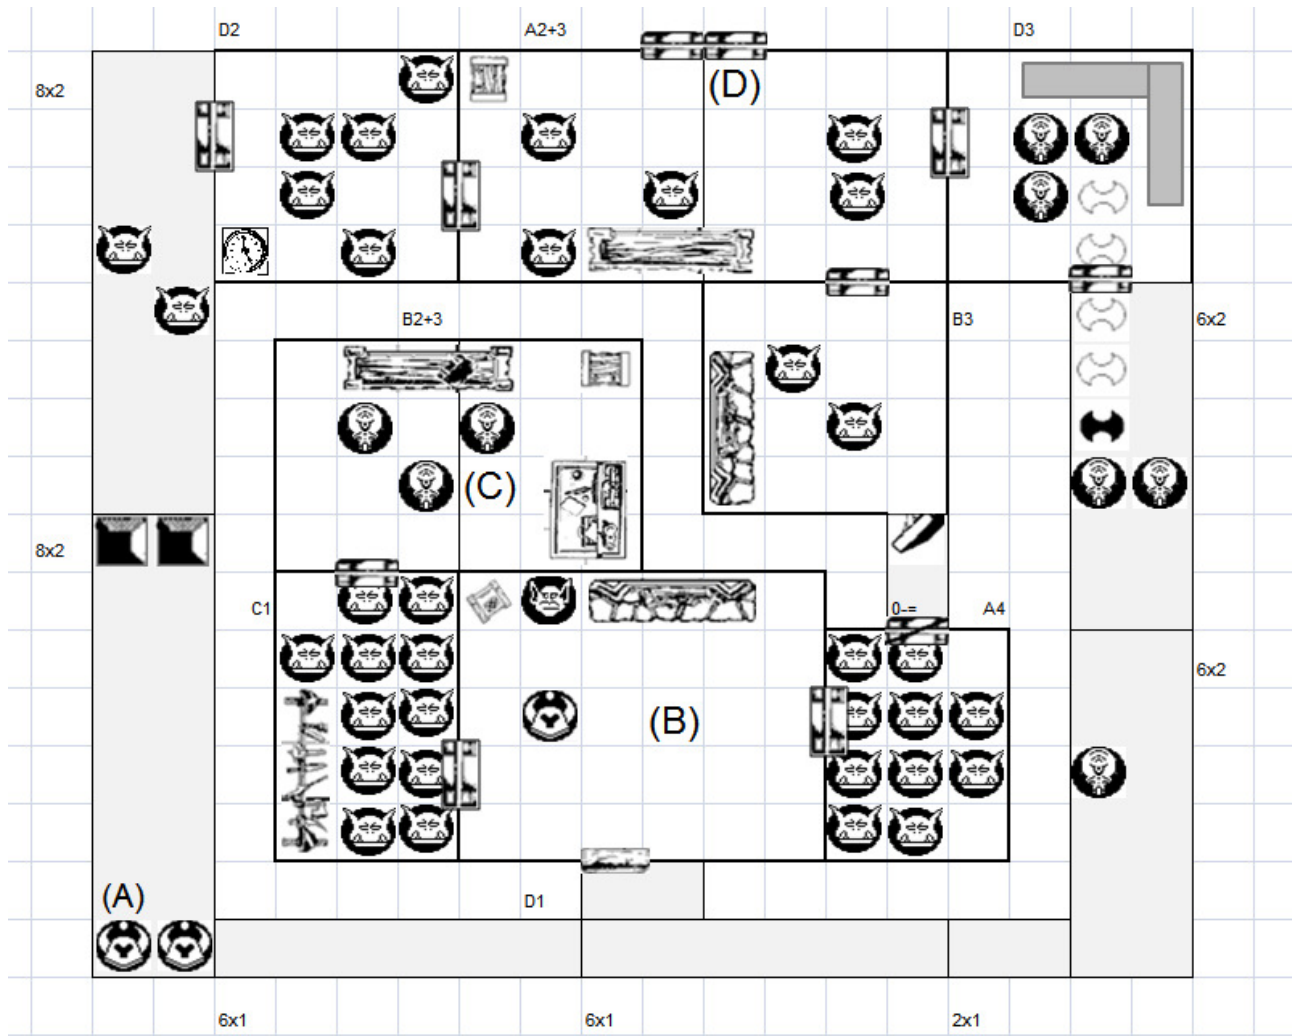 D2 A2+3 D3
(D)
8x2
B2+3 B3 6x2
(C)
8x2
C1 0-= A4
6x2
(B)
(A)
D1
6x1 6x1 2x1